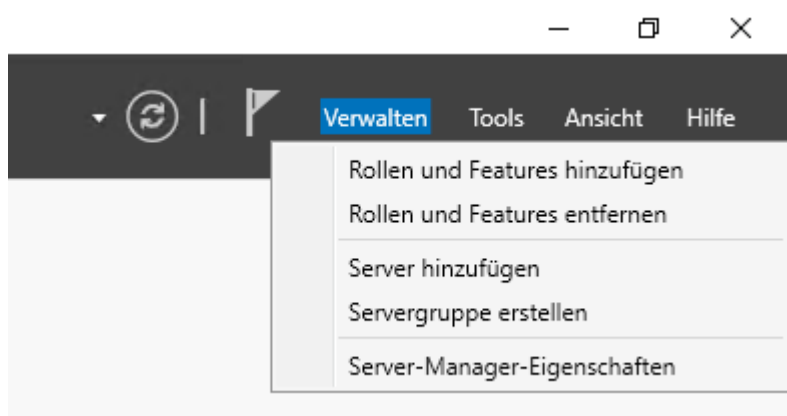 Verwalten Tools Ansicht Hilfe
Rollen und Features hinzufügen
Rollen und Features entfernen
Server hinzufügen
Servergruppe erstellen
Server-Manager-Eigenschaften